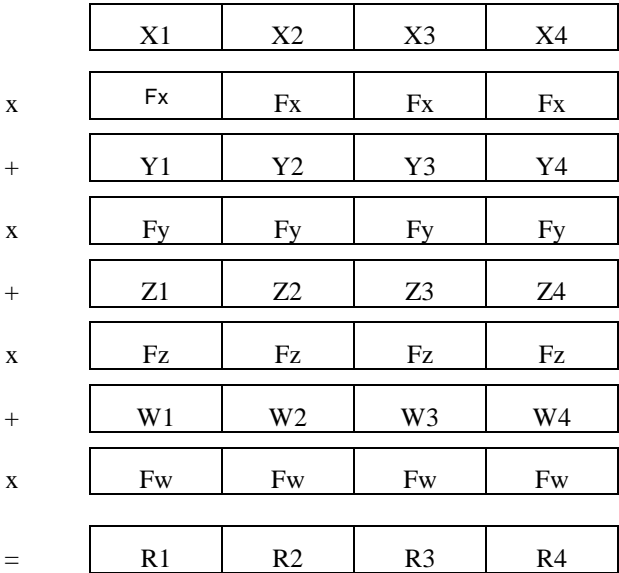 X1 X2 X3 X4
x Fx Fx Fx Fx
+ Y1 Y2 Y3 Y4
x Fy Fy Fy Fy
+ Z1 Z2 Z3 Z4
x Fz Fz Fz Fz
+ W1 W2 W3 W4
x Fw Fw Fw Fw
= R1 R2 R3 R4